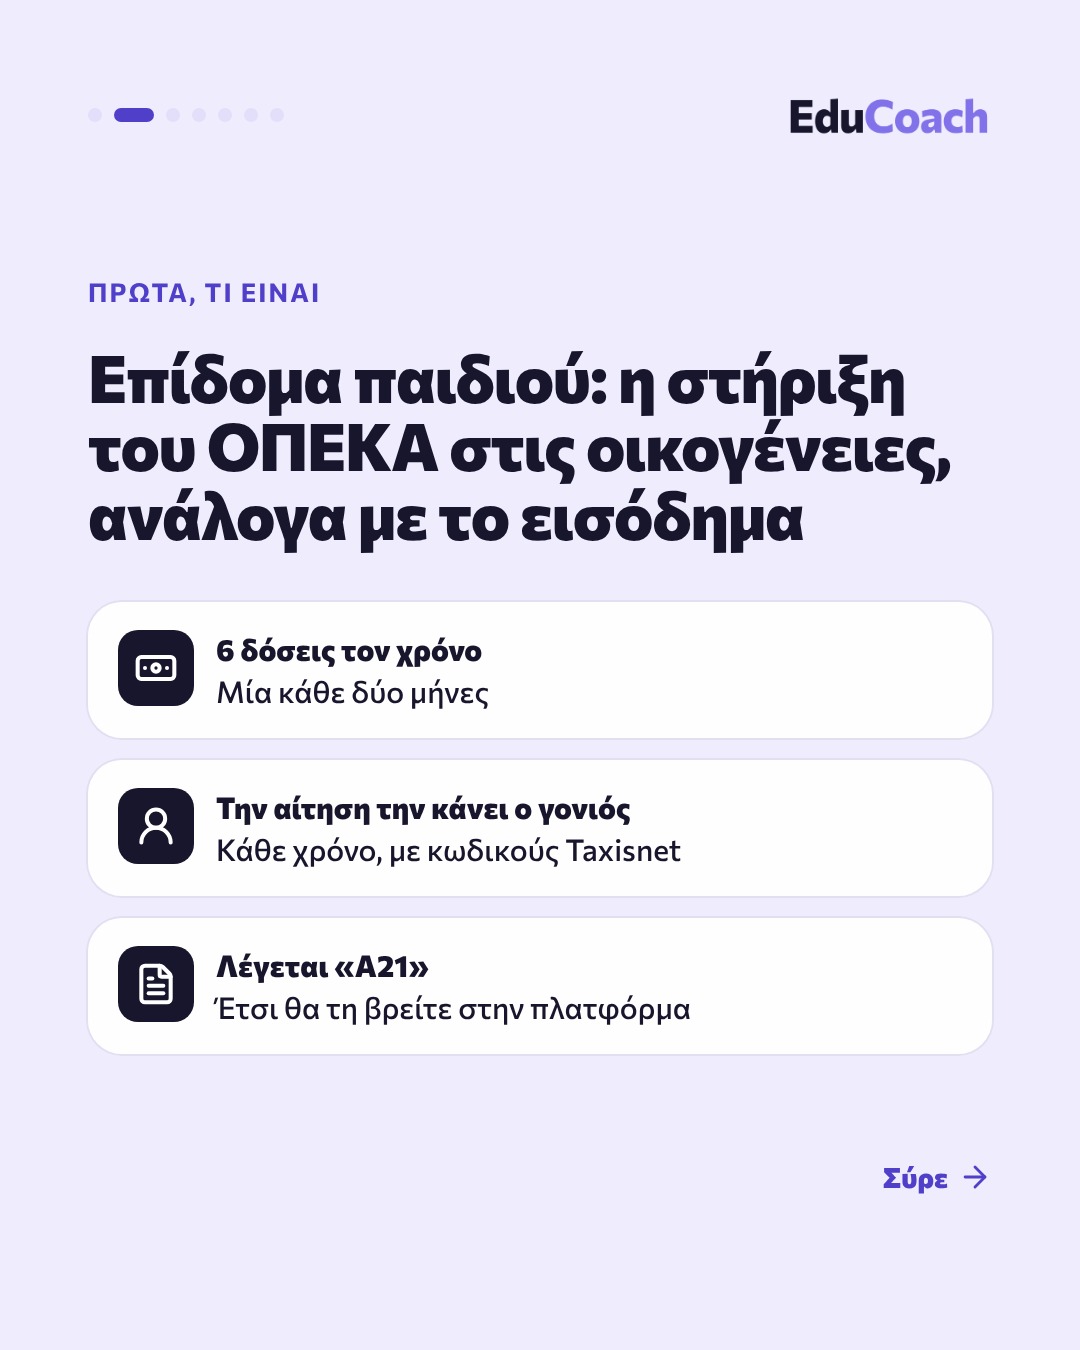 EduCoach
ΠΡΩΤΑ, ΤΙ ΕΙΝΑΙ
Επίδομα παιδιού: η στήριξη
του ΟΠΕΚΑ στις οικογένειες,
ανάλογα με το εισόδημα
6 δόσεις τον χρόνο
Μία κάθε δύο μήνες
Την αίτηση την κάνει ο γονιός
Κάθε χρόνο, με κωδικούς Taxisnet
Λέγεται «Α21»
Έτσι θα τη βρείτε στην πλατφόρμα
Σύρε →